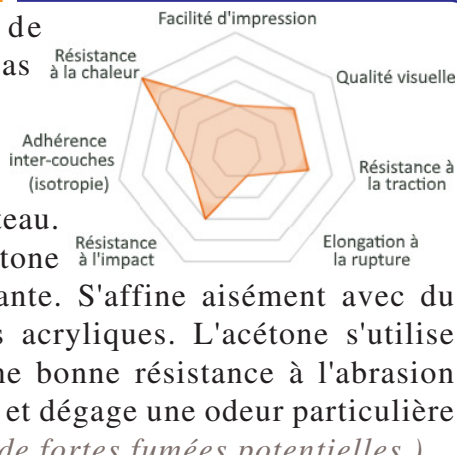 de
as
Facilité d'impression
Résistance
à la chaleur
Qualité visuelle
Adhérence
inter-couches
(isotropie)
Résistance à
la traction
Résistance
à l'impact
Elongation à
la rupture
teau.
tone
ante. S'affine aisément avec du
s acryliques. L'acétone s'utilise
ne bonne résistance à l'abrasion
et dégage une odeur particulière
de fortes fumées potentielles.)